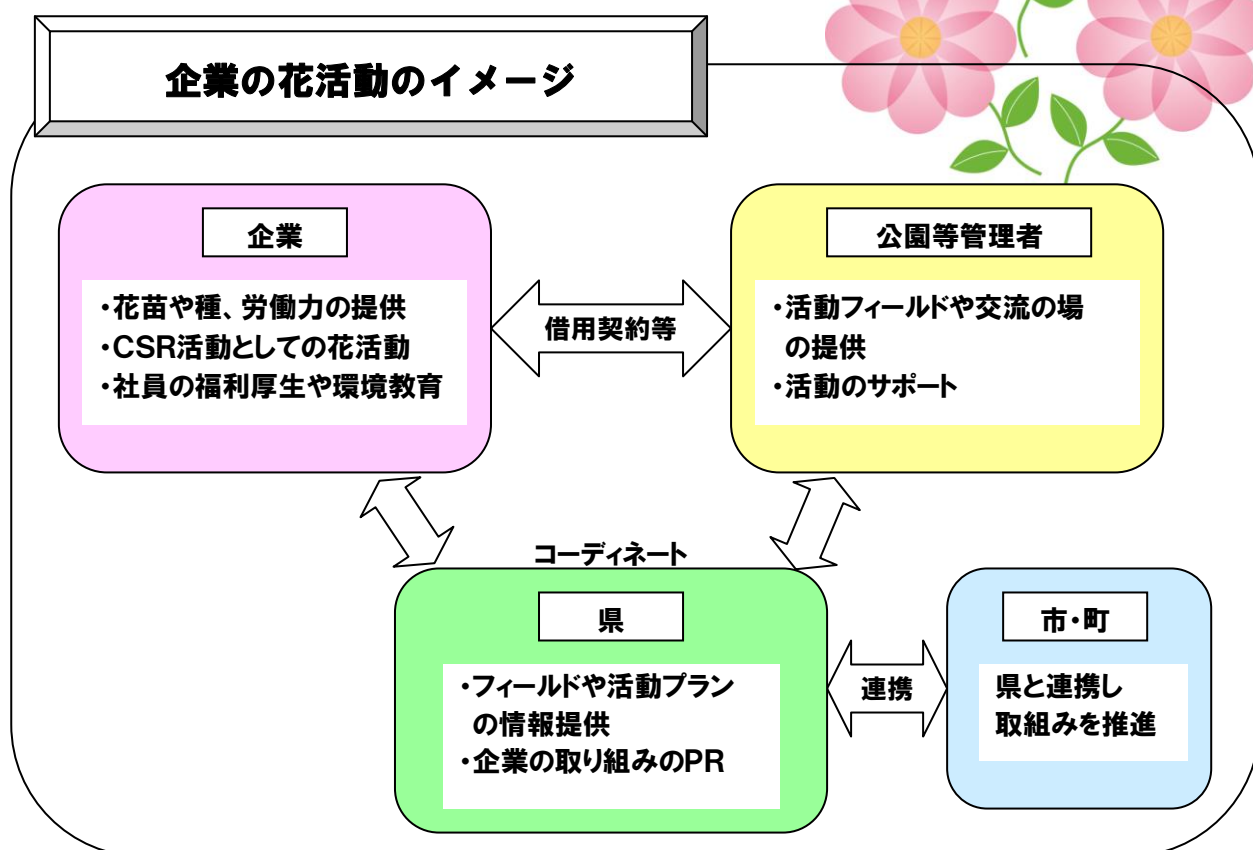 企業の花活動のイメージ
企業
・花苗や種、労働力の提供
・CSR活動としての花活動
・社員の福利厚生や環境教育
借用契約等
公園等管理者
・活動フィールドや交流の場
の提供
・活動のサポート
コーディネート
県
・フィールドや活動プラン
の情報提供
・企業の取り組みのPR
連携
市・町
県と連携し
取組みを推進